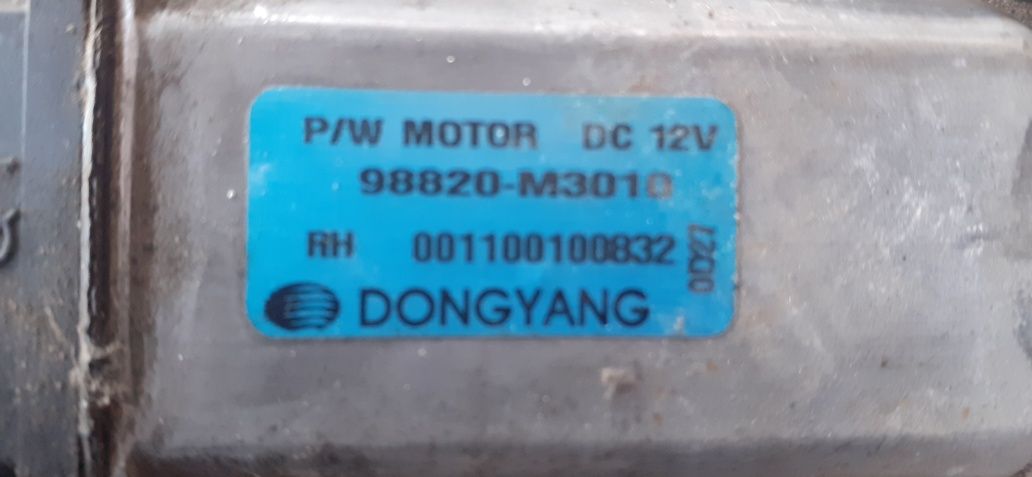 P/W MOTOR DC 12V
98820-M3010
RH 001100100832
0D27
DONGYANG